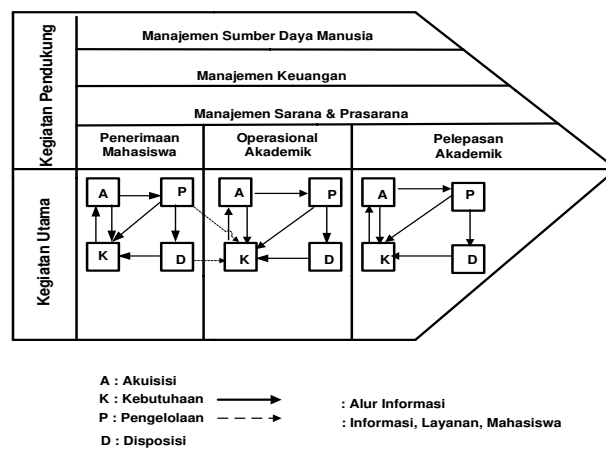 Kegiatan Pendukung
Manajemen Sumber Daya Manusia
Manajemen Keuangan
Manajemen Sarana & Prasarana
Penerimaan
Mahasiswa
Operasional
Akademik
Pelepasan
Akademik
Kegiatan Utama
A
P
K
D
A
P
K
D
A
P
K
D
A : Akuisisi
K : Kebutuhaan
P : Pengelolaan
D : Disposisi
: Alur Informasi
: Informasi, Layanan, Mahasiswa